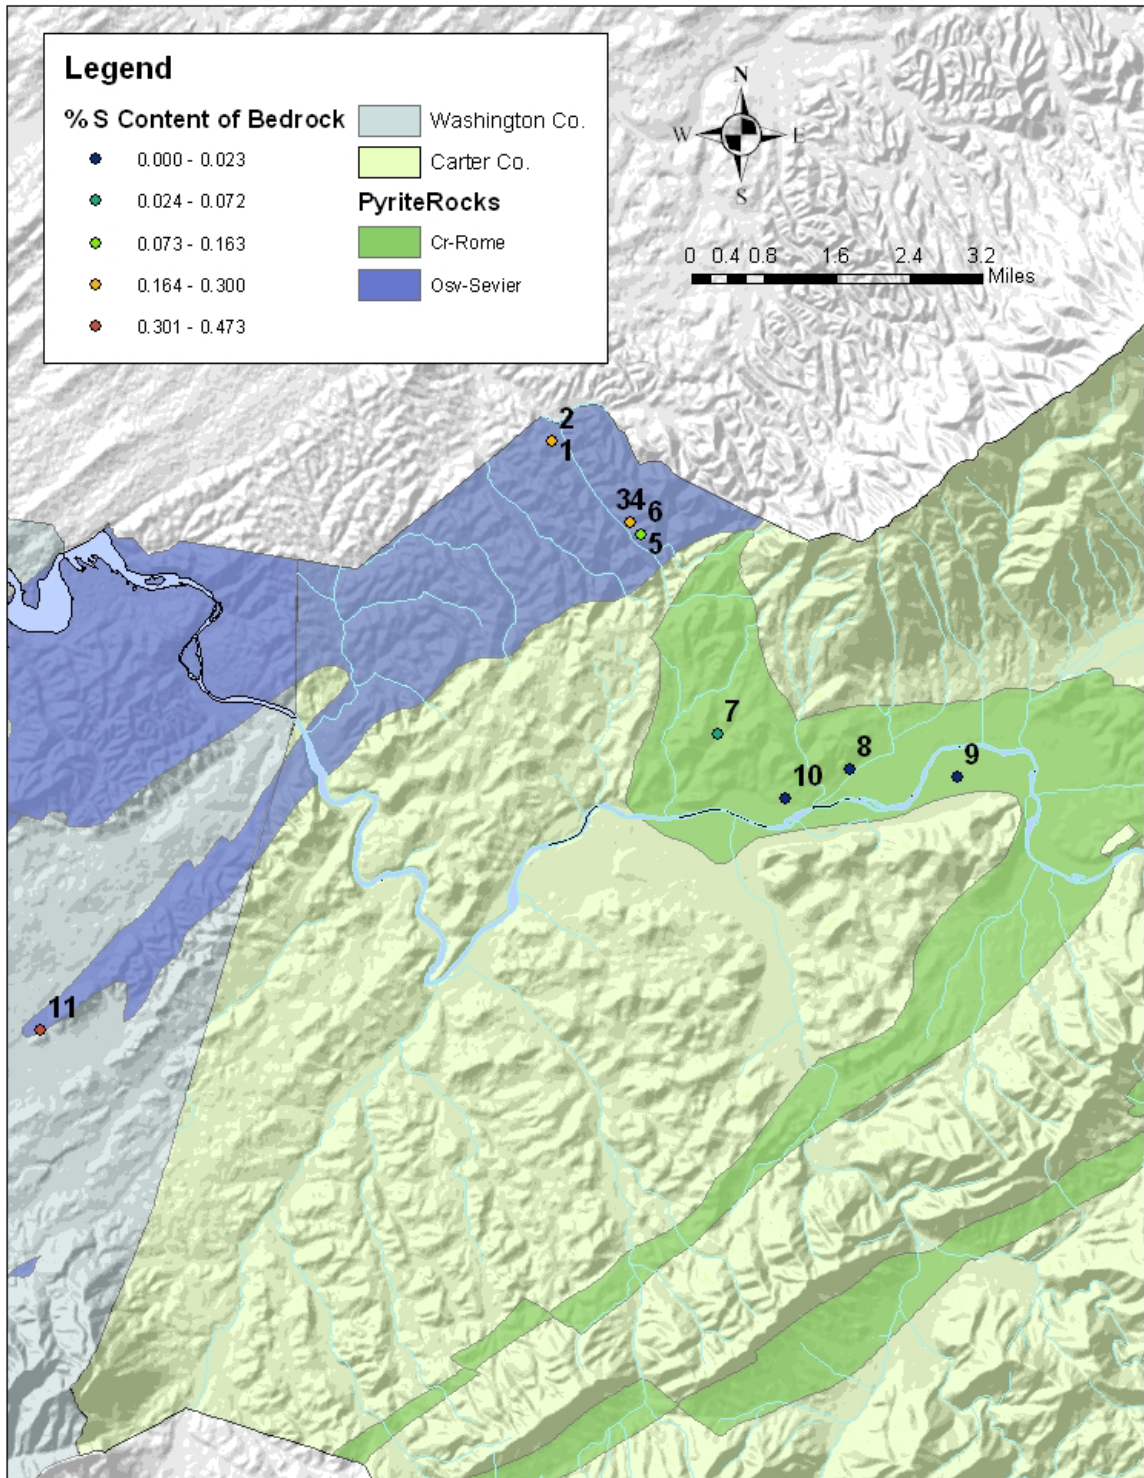 Legend
% S Content of Bedrock
0.000 - 0.023
0.024 - 0.072
0.073 - 0.163
0.164 - 0.300
0.301 - 0.473
Washington Co.
Carter Co.
PyriteRocks
Cr-Rome
Osv-Sevier
N
W E
S
0 0.4 0.8 1.6 2.4 3.2
Miles
2
1
34
6
5
7
8
9
10
11